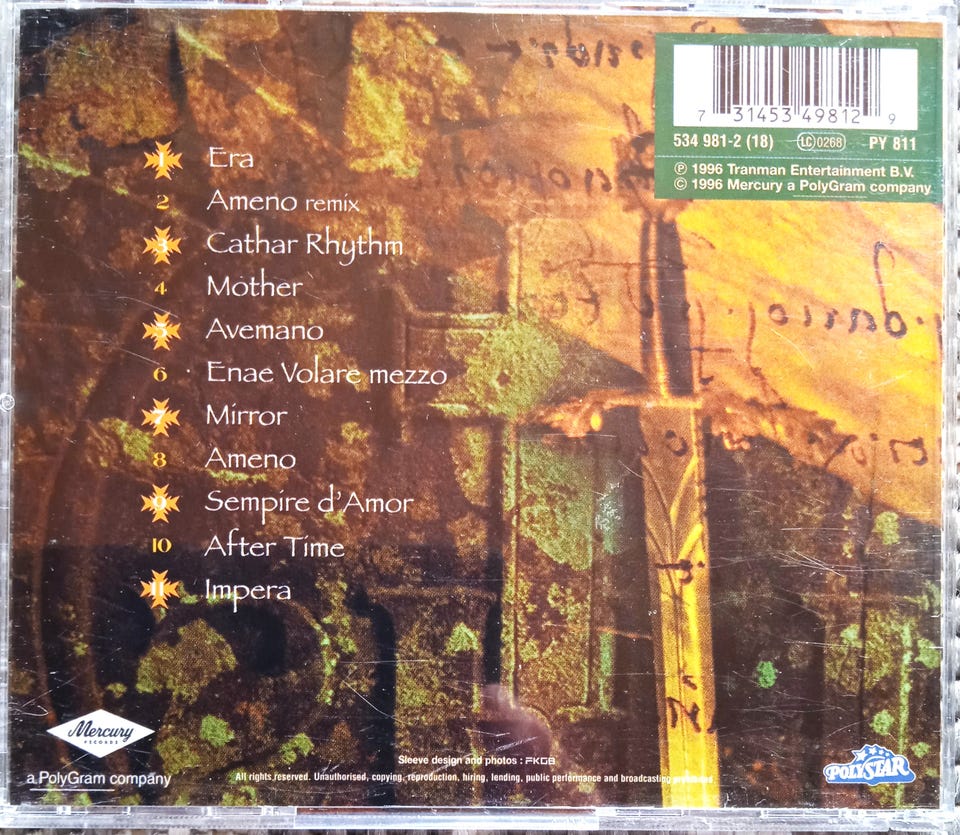 7 31453 49812 9
534 981-2 (18) LC 0268 PY 811
℗ 1996 Tranman Entertainment B.V.
© 1996 Mercury a PolyGram company
1 Era
2 Ameno remix
3 Cathar Rhythm
4 Mother
5 Avemano
6 Enae Volare mezzo
7 Mirror
8 Ameno
9 Sempire d'Amor
10 After Time
11 Impera
Mercury
RECORDS
a PolyGram company
Sleeve design and photos : FKGB
All rights reserved. Unauthorised, copying, reproduction, hiring, lending, public performance and broadcasting prohibited
POLYSTAR